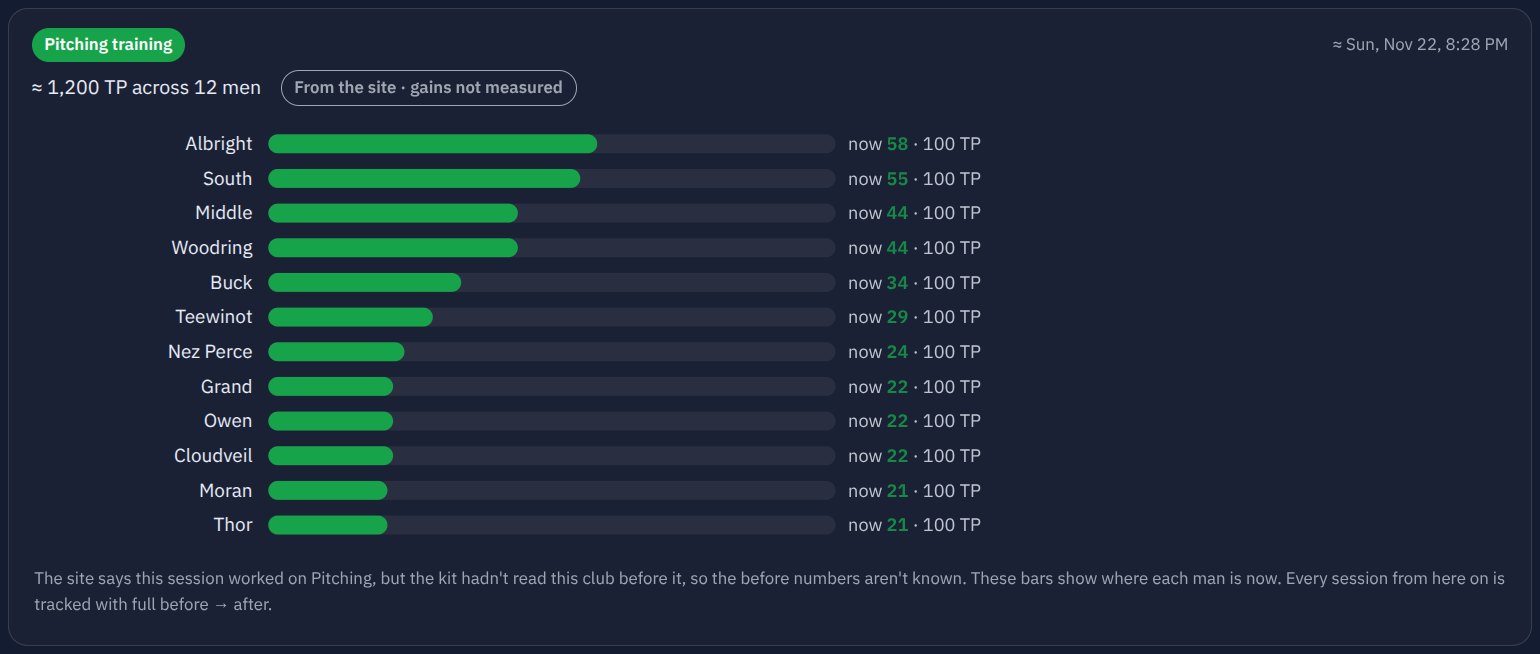 Pitching training
≈ Sun, Nov 22, 8:28 PM
≈ 1,200 TP across 12 men
From the site · gains not measured
Albright now 58 · 100 TP
South now 55 · 100 TP
Middle now 44 · 100 TP
Woodring now 44 · 100 TP
Buck now 34 · 100 TP
Teewinot now 29 · 100 TP
Nez Perce now 24 · 100 TP
Grand now 22 · 100 TP
Owen now 22 · 100 TP
Cloudveil now 22 · 100 TP
Moran now 21 · 100 TP
Thor now 21 · 100 TP
The site says this session worked on Pitching, but the kit hadn't read this club before it, so the before numbers aren't known. These bars show where each man is now. Every session from here on is
tracked with full before → after.